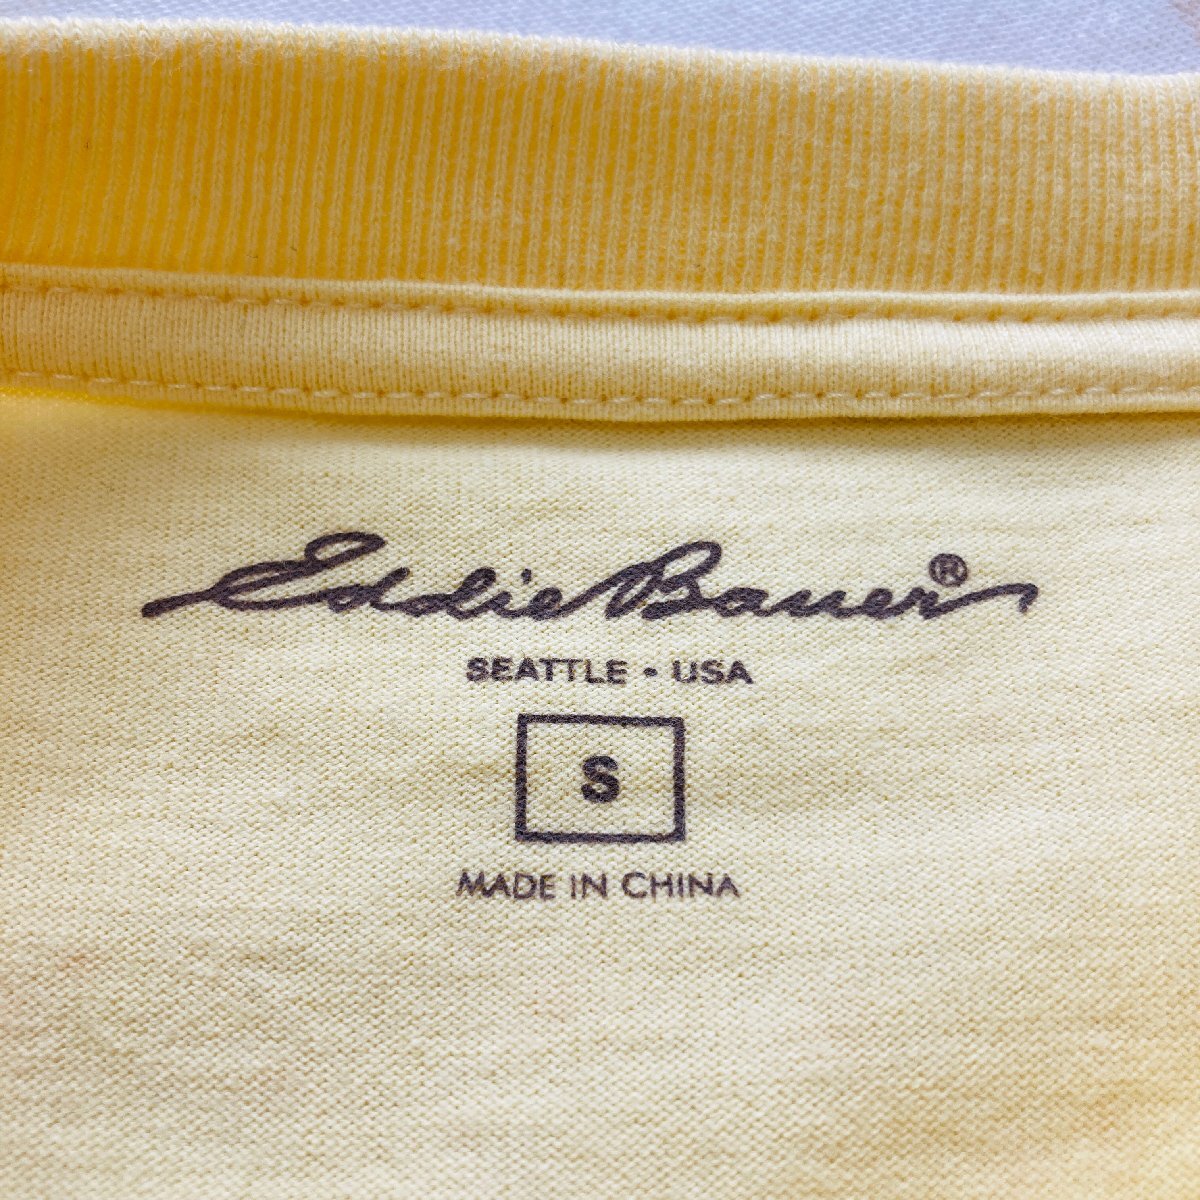 Eddie Bauer®
SEATTLE • USA
S
MADE IN CHINA